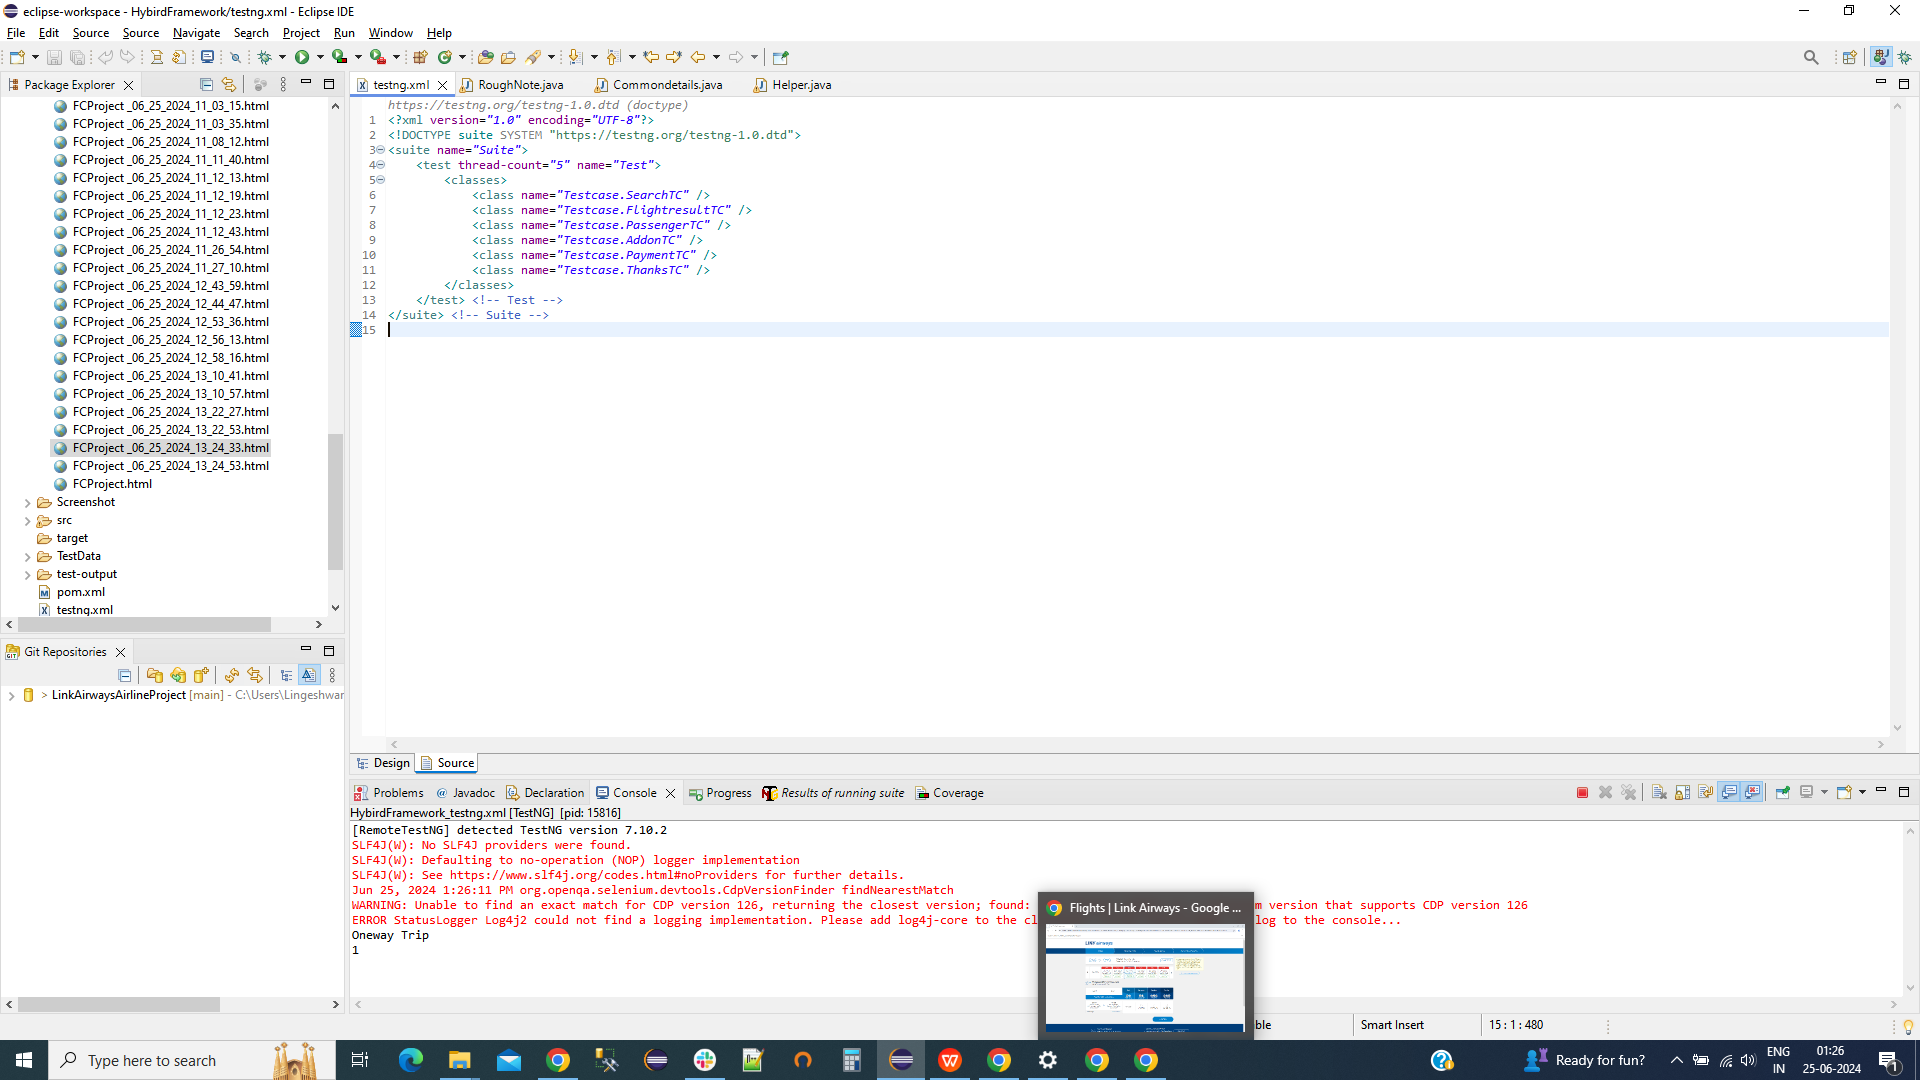 eclipse-workspace - HybirdFramework/testng.xml - Eclipse IDE
File Edit Source Source Navigate Search Project Run Window Help
Package Explorer
testng.xml RoughNote.java Commondetails.java Helper.java
FCProject _06_25_2024_11_03_15.html
FCProject _06_25_2024_11_03_35.html
FCProject _06_25_2024_11_08_12.html
FCProject _06_25_2024_11_11_40.html
FCProject _06_25_2024_11_12_13.html
FCProject _06_25_2024_11_12_19.html
FCProject _06_25_2024_11_12_23.html
FCProject _06_25_2024_11_12_43.html
FCProject _06_25_2024_11_26_54.html
FCProject _06_25_2024_11_27_10.html
FCProject _06_25_2024_12_43_59.html
FCProject _06_25_2024_12_44_47.html
FCProject _06_25_2024_12_53_36.html
FCProject _06_25_2024_12_56_13.html
FCProject _06_25_2024_12_58_16.html
FCProject _06_25_2024_13_10_41.html
FCProject _06_25_2024_13_10_57.html
FCProject _06_25_2024_13_22_27.html
FCProject _06_25_2024_13_22_53.html
FCProject _06_25_2024_13_24_33.html
FCProject _06_25_2024_13_24_53.html
FCProject.html
Screenshot
src
target
TestData
test-output
pom.xml
testng.xml
https://testng.org/testng-1.0.dtd (doctype)
1 <?xml version="1.0" encoding="UTF-8"?>
2 <!DOCTYPE suite SYSTEM "https://testng.org/testng-1.0.dtd">
3 <suite name="Suite">
4 <test thread-count="5" name="Test">
5 <classes>
6 <class name="Testcase.SearchTC" />
7 <class name="Testcase.FlightresultTC" />
8 <class name="Testcase.PassengerTC" />
9 <class name="Testcase.AddonTC" />
10 <class name="Testcase.PaymentTC" />
11 <class name="Testcase.ThanksTC" />
12 </classes>
13 </test> <!-- Test -->
14 </suite> <!-- Suite -->
15
Git Repositories
> LinkAirwaysAirlineProject [main] - C:\Users\Lingeshwar
Design Source
Problems @ Javadoc Declaration Console Progress Results of running suite Coverage
HybirdFramework_testng.xml [TestNG] [pid: 15816]
[RemoteTestNG] detected TestNG version 7.10.2
SLF4J(W): No SLF4J providers were found.
SLF4J(W): Defaulting to no-operation (NOP) logger implementation
SLF4J(W): See https://www.slf4j.org/codes.html#noProviders for further details.
Jun 25, 2024 1:26:11 PM org.openqa.selenium.devtools.CdpVersionFinder findNearestMatch
WARNING: Unable to find an exact match for CDP version 126, returning the closest version; found: m version that supports CDP version 126
ERROR StatusLogger Log4j2 could not find a logging implementation. Please add log4j-core to the cl log to the console...
Oneway Trip
1
Flights | Link Airways - Google ...
LINK airways
ble Smart Insert 15 : 1 : 480
Type here to search
Ready for fun?
ENG
IN
01:26
25-06-2024
1